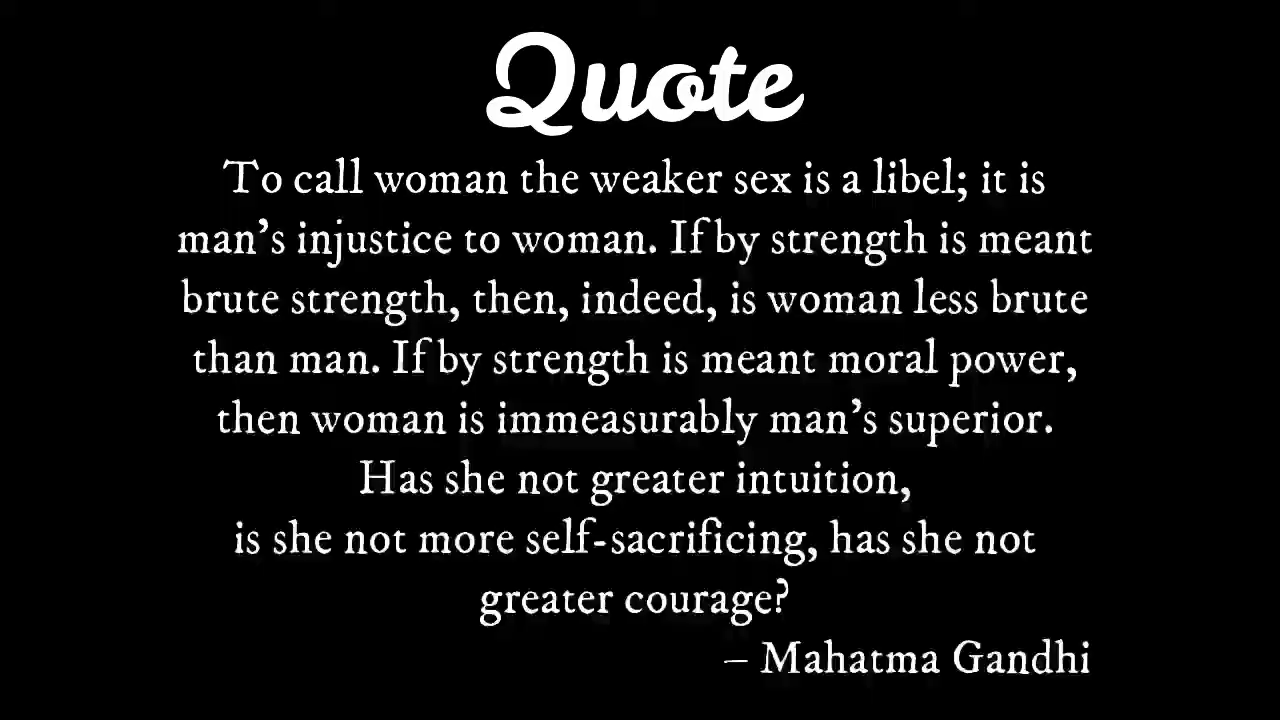 Quote
To call woman the weaker sex is a libel; it is
man’s injustice to woman. If by strength is meant
brute strength, then, indeed, is woman less brute
than man. If by strength is meant moral power,
then woman is immeasurably man’s superior.
Has she not greater intuition,
is she not more self-sacrificing, has she not
greater courage?
– Mahatma Gandhi